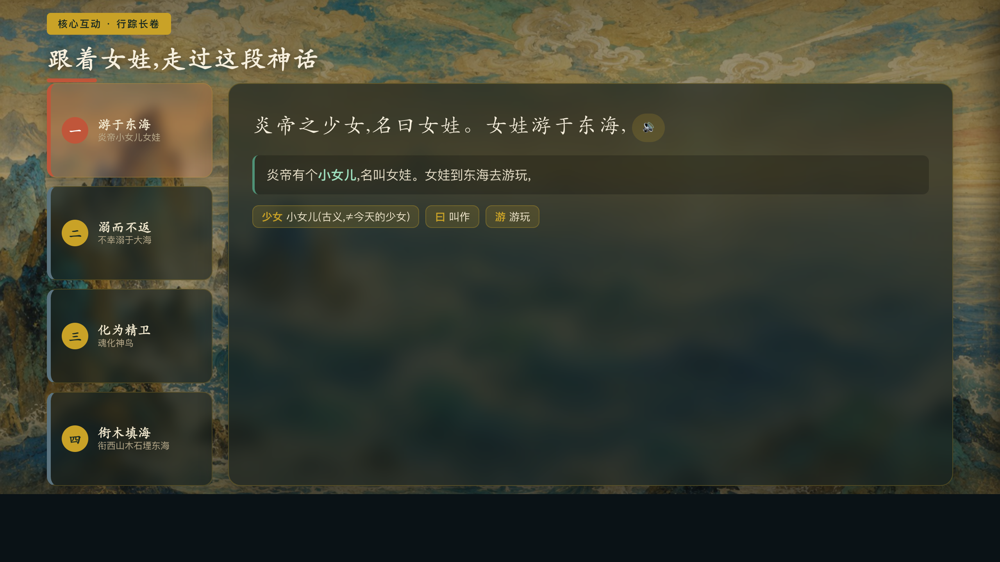 核心互动 · 行踪长卷
跟着女娃,走过这段神话
一
游于东海
炎帝小女儿女娃
二
溺而不返
不幸溺于大海
三
化为精卫
魂化神鸟
四
衔木填海
衔西山木石堙东海
炎帝之少女,名曰女娃。女娃游于东海,
炎帝有个小女儿,名叫女娃。女娃到东海去游玩,
少女 小女儿(古义,≠今天的少女) 曰 叫作 游 游玩